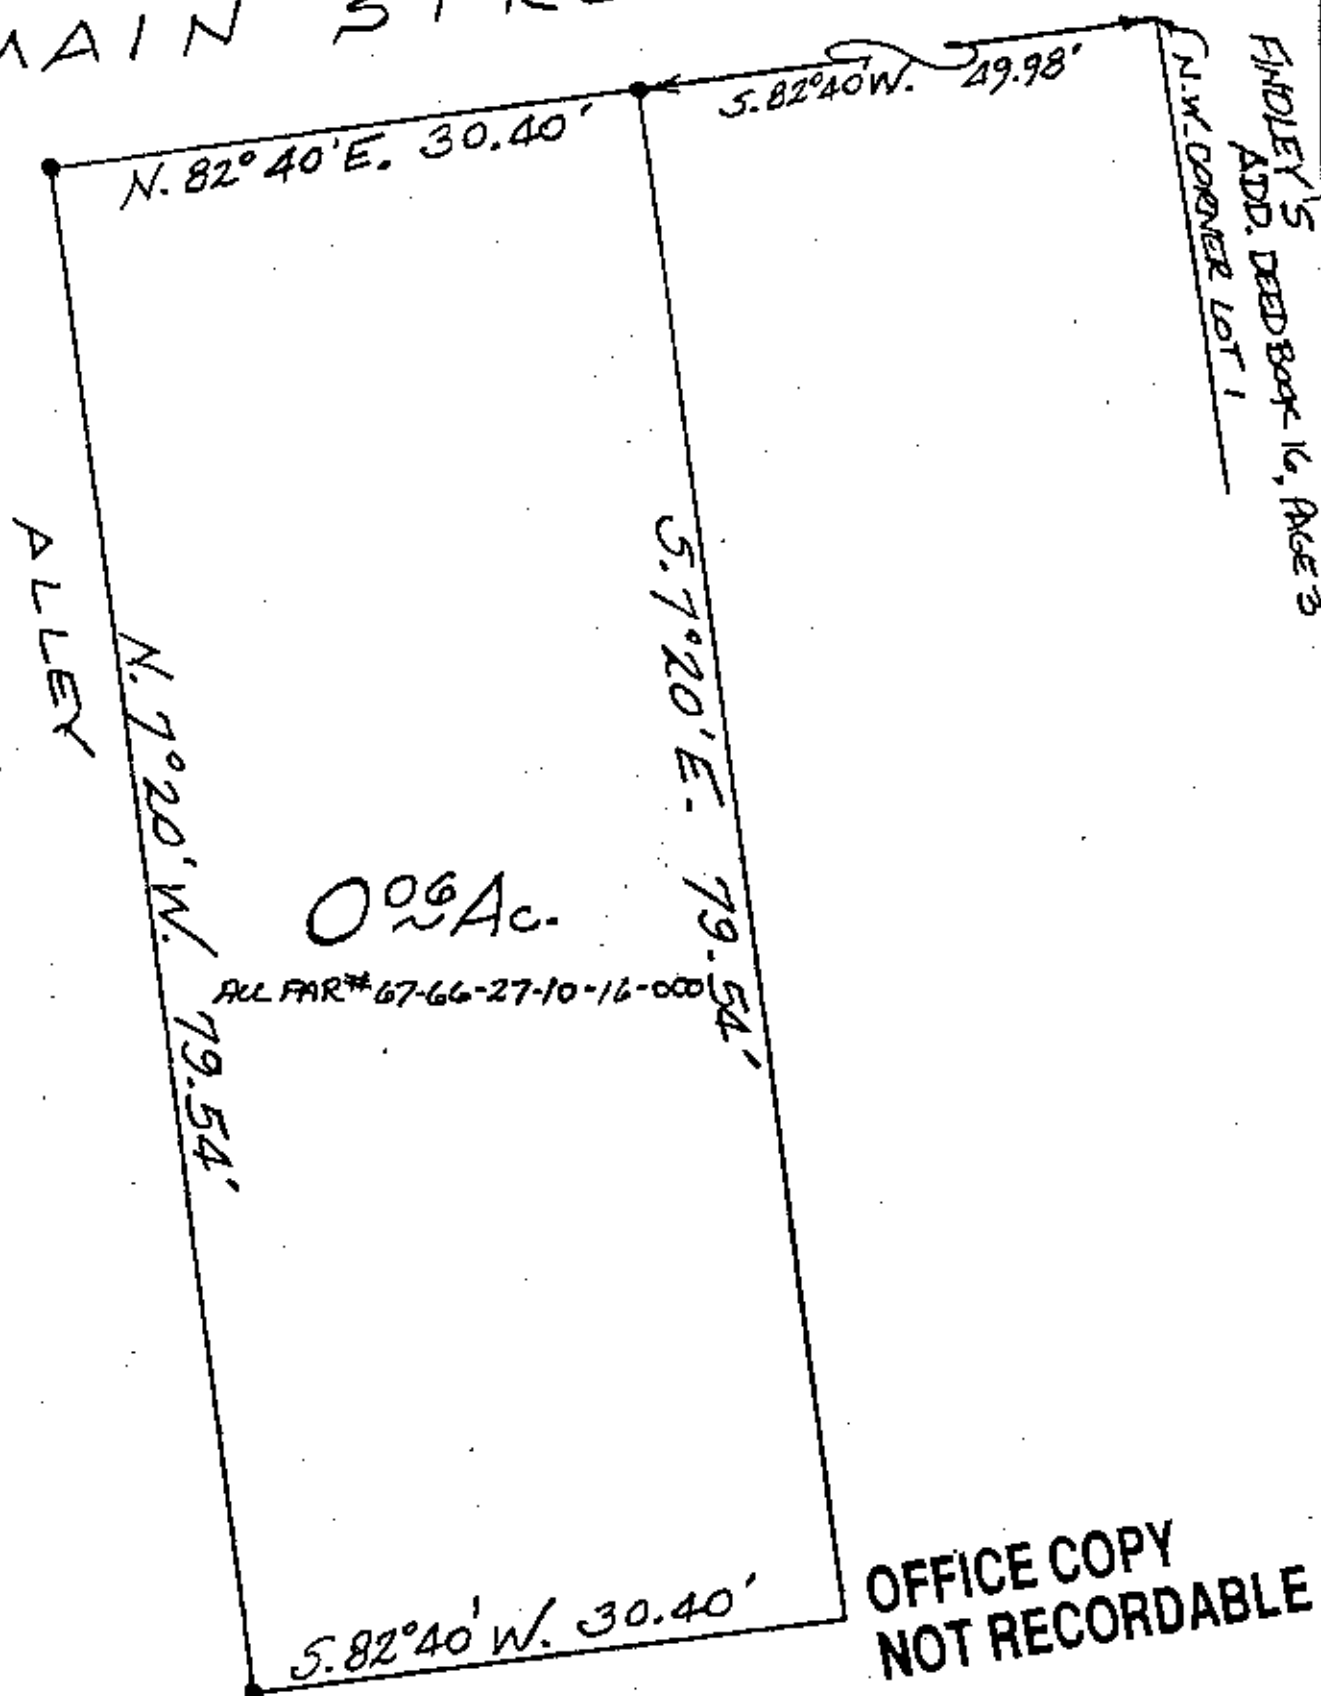 MAIN
N. 82° 40' E. 30.40'
S. 82° 40' W. 49.98'
N.W. CORNER LOT 1
FINDLEY'S
ADD. DEED BOOK 16, PAGE 3
ALLEY
N. 7° 20' W. 79.54'
S. 7° 20' E. 79.54'
0 06 Ac.
ALL PAR# 67-66-27-10-16-000
S. 82° 40' W. 30.40'
OFFICE COPY
NOT RECORDABLE